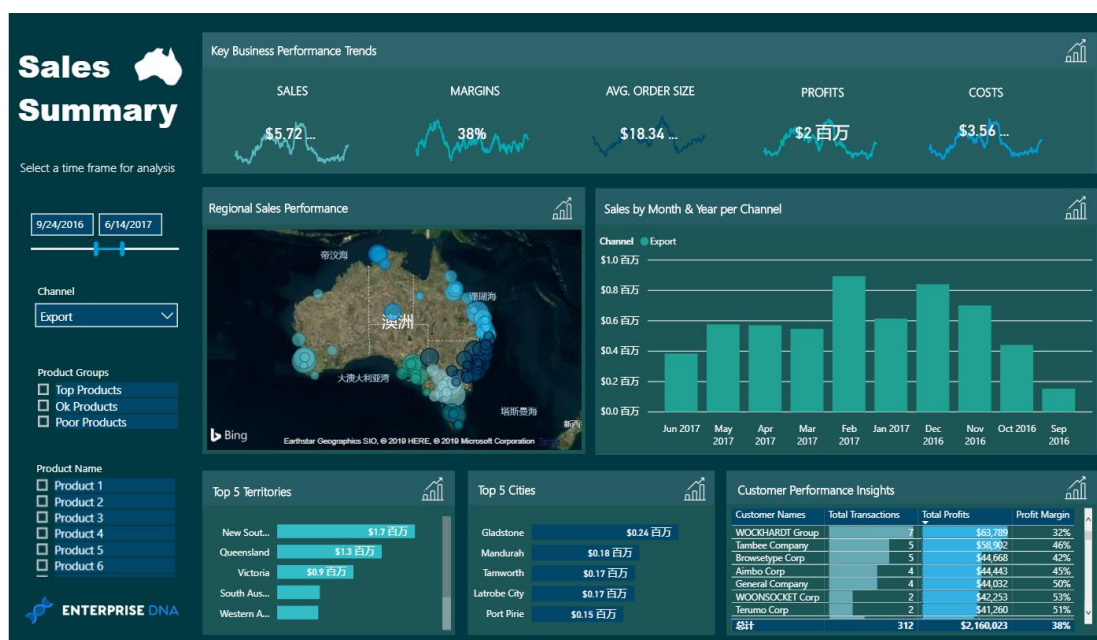 Sales
Summary
Select a time frame for analysis
9/24/2016 6/14/2017
Channel
Export
Product Groups
Top Products
Ok Products
Poor Products
Product Name
Product 1
Product 2
Product 3
Product 4
Product 5
Product 6
ENTERPRISE DNA
Key Business Performance Trends
SALES MARGINS AVG. ORDER SIZE PROFITS COSTS
$5.72 ... 38% $18.34 ... $2 百万 $3.56 ...
Regional Sales Performance
帝汶海
珊瑚海
澳洲
大澳大利亚湾
塔斯曼海
Bing
Earthstar Geographics SIO, © 2019 HERE, © 2019 Microsoft Corporation Terms
Sales by Month & Year per Channel
Channel Export
$1.0 百万
$0.8 百万
$0.6 百万
$0.4 百万
$0.2 百万
$0.0 百万
Jun 2017 May 2017 Apr 2017 Mar 2017 Feb 2017 Jan 2017 Dec 2016 Nov 2016 Oct 2016 Sep 2016
Top 5 Territories
New Sout... $1.7 百万
Queensland $1.3 百万
Victoria $0.9 百万
South Aus...
Western A...
Top 5 Cities
Gladstone $0.24 百万
Mandurah $0.18 百万
Tamworth $0.17 百万
Latrobe City $0.17 百万
Port Pirie $0.15 百万
Customer Performance Insights
Customer Names Total Transactions Total Profits Profit Margin
WOCKHARDT Group 7 $63,789 32%
Tambee Company 5 $58,902 46%
Browsetype Corp 5 $44,668 42%
Aimbo Corp 4 $44,443 45%
General Company 4 $44,032 50%
WOONSOCKET Corp 2 $42,253 53%
Terumo Corp 2 $41,260 51%
总计 312 $2,160,023 38%